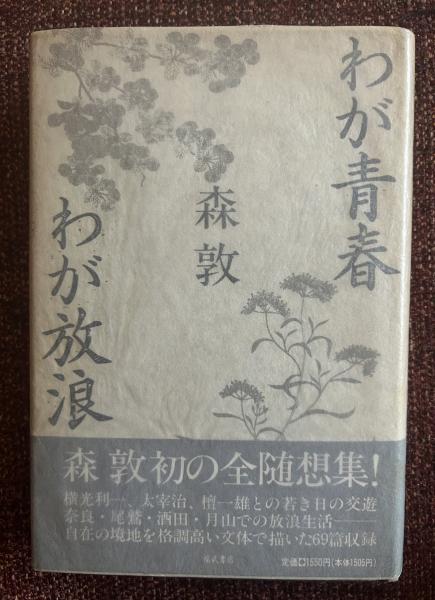 わが青春
わが放浪
森敦
森敦初の全随想集!
横光利一、太宰治、檀一雄との若き日の交遊
奈良・尾鷲・酒田・月山での放浪生活――
自在の境地を格調高い文体で描いた69篇収録
福武書店
定価【】1550円(本体1505円)